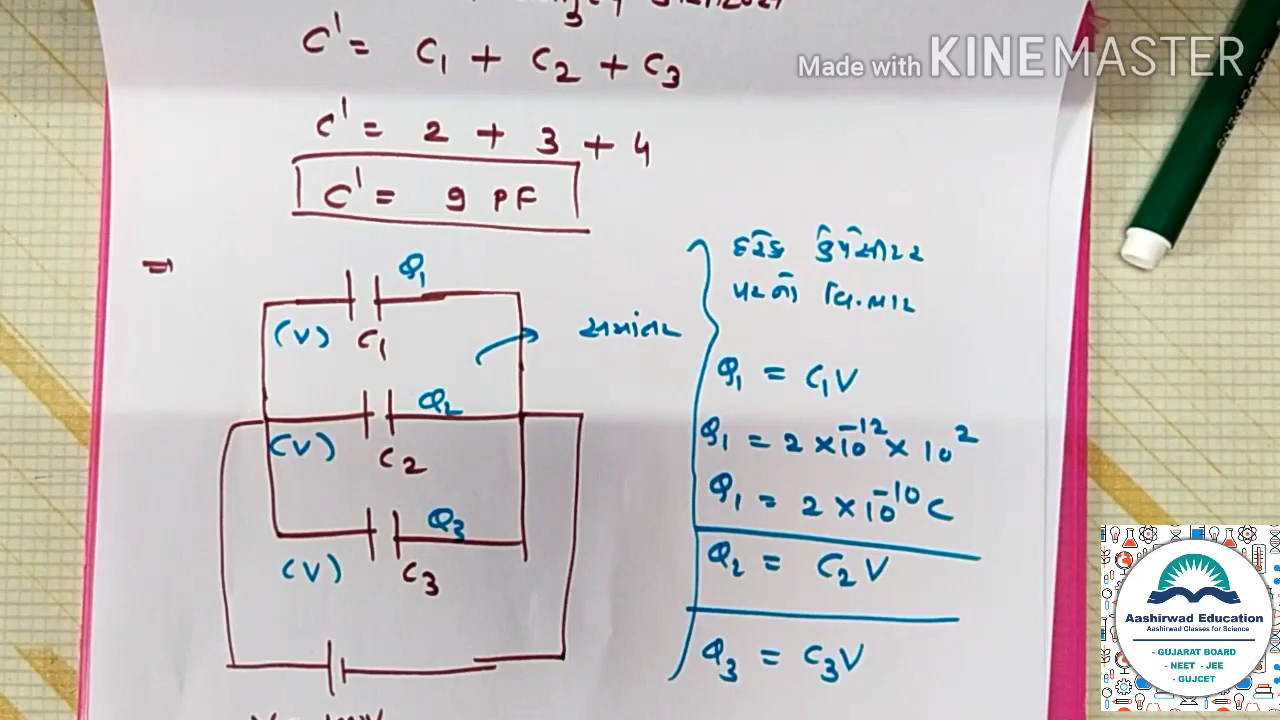 C' = C₁ + C₂ + C₃
Made with KINEMASTER
C' = 2 + 3 + 4
C' = 9 PF
⇒
Q₁
(V) C₁
સમાંતર
Q₂
(V) C₂
Q₃
(V) C₃
દરેક કેપેસીટર
પરનો વિ.ભાર
Q₁ = C₁V
Q₁ = 2 × 10⁻¹² × 10²
Q₁ = 2 × 10⁻¹⁰ C
Q₂ = C₂V
Q₃ = C₃V
Aashirwad Education
Aashirwad Classes for Science
- GUJARAT BOARD
- NEET - JEE
- GUJCET